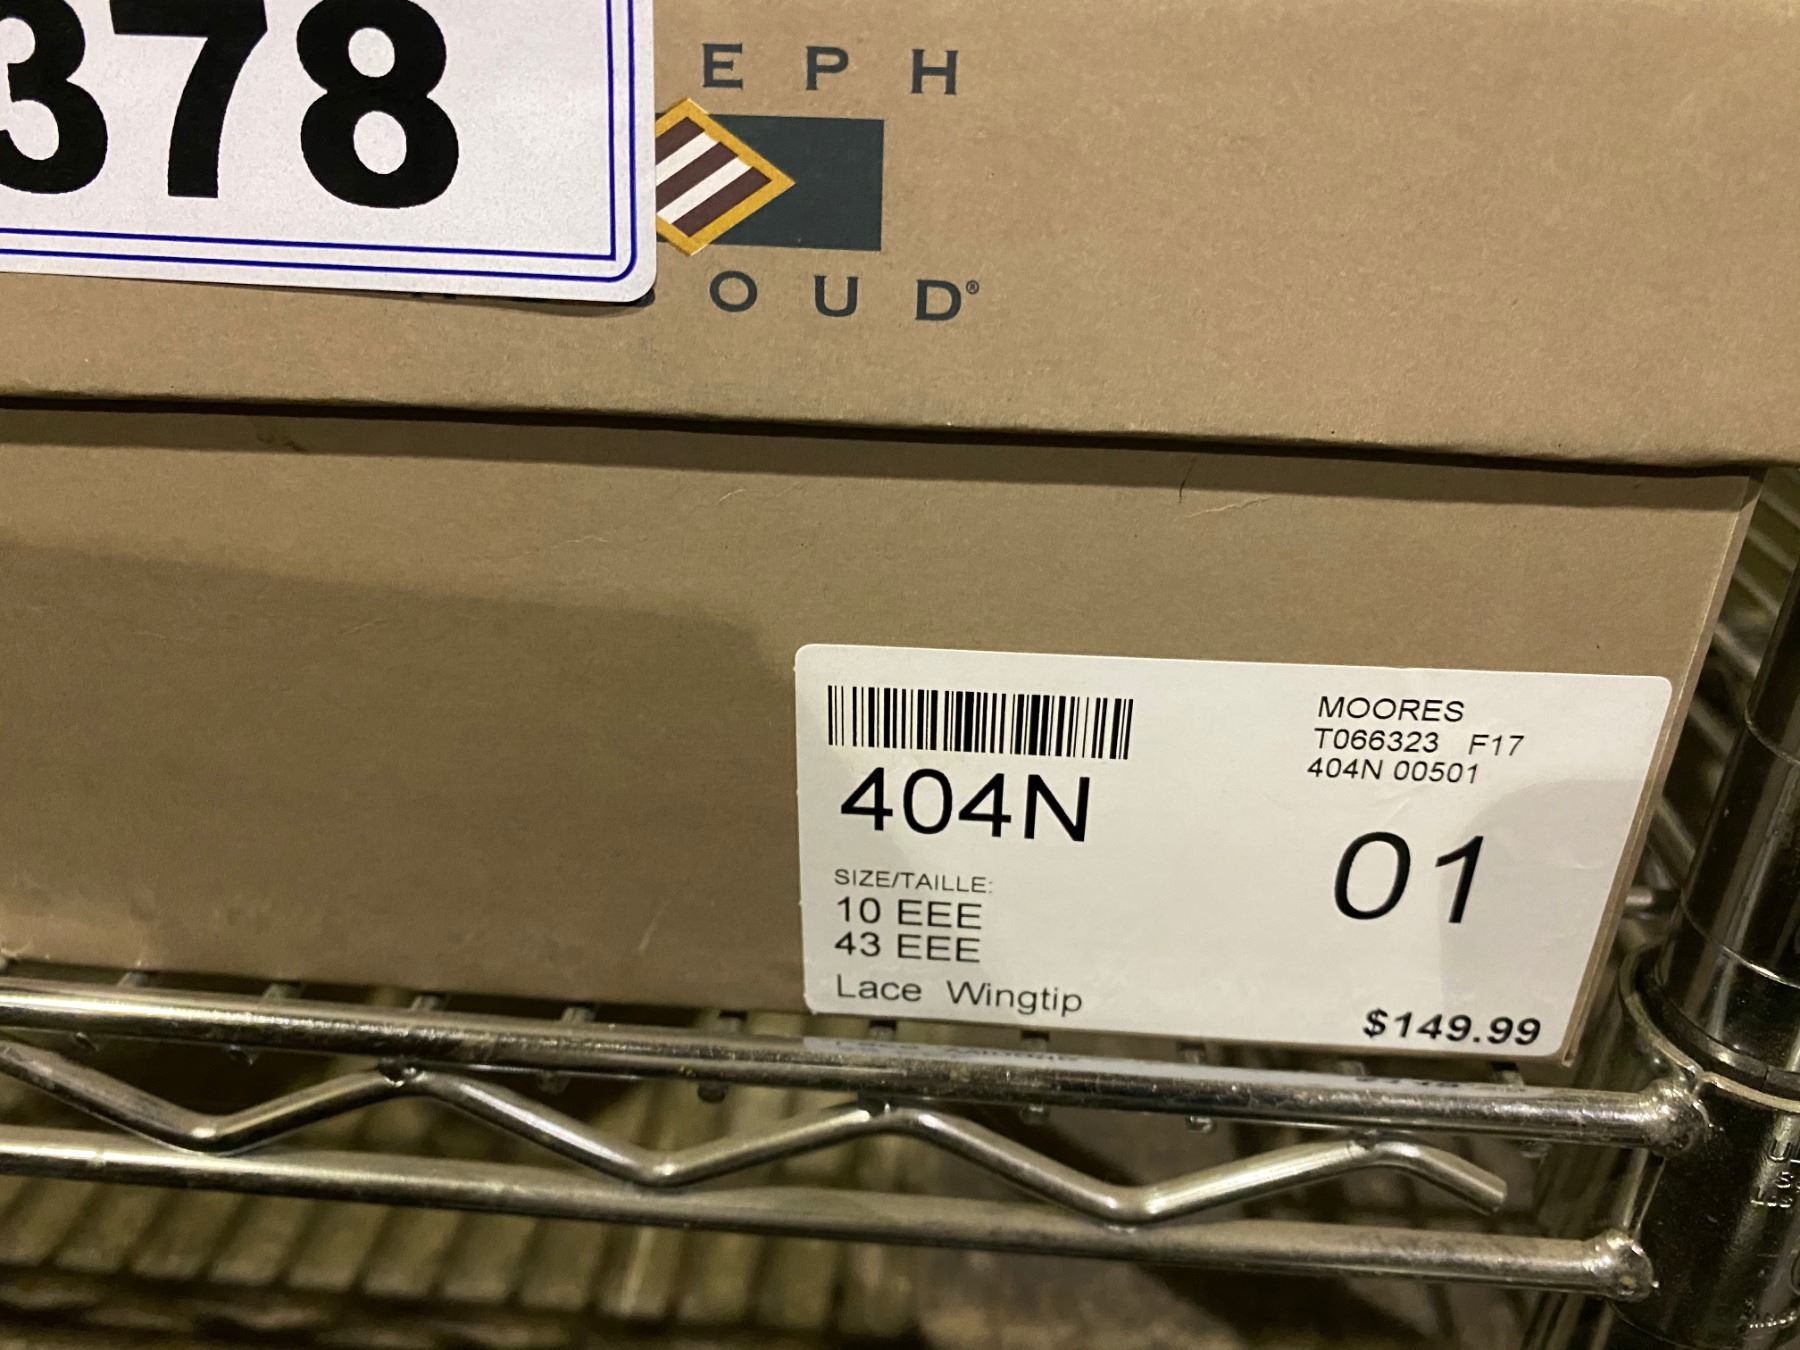 378
EPH
OUD®
MOORES
T066323 F17
404N 00501
404N
01
SIZE/TAILLE:
10 EEE
43 EEE
Lace Wingtip
$149.99